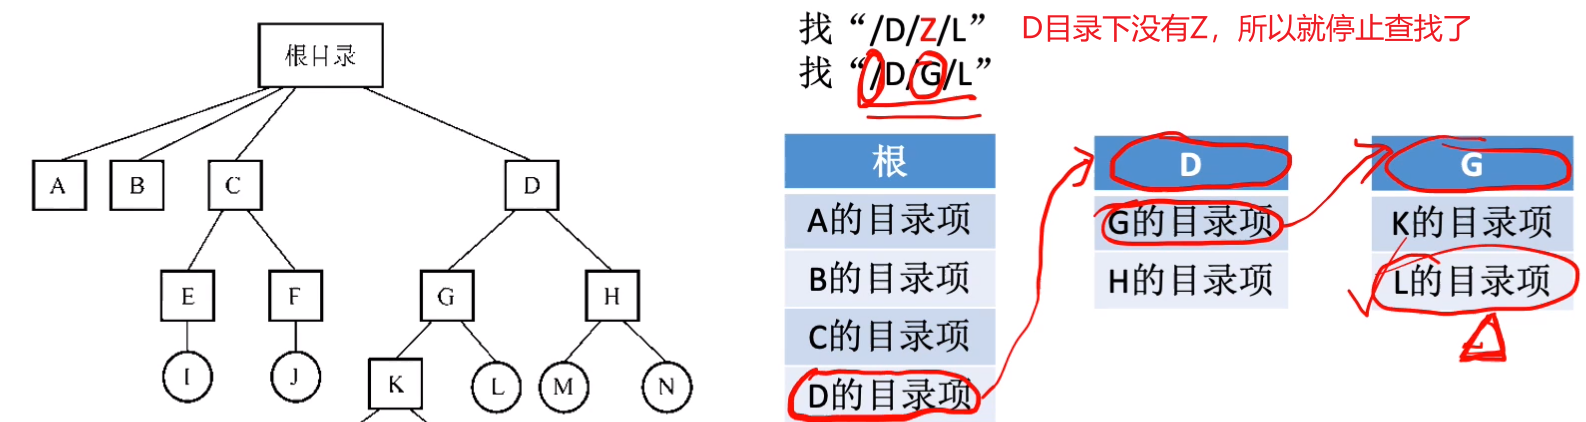 根目录
A
B
C
D
E
F
G
H
I
J
K
L
M
N
找“/D/Z/L”
D目录下没有Z，所以就停止查找了
找“/D/G/L”
根
A的目录项
B的目录项
C的目录项
D的目录项
D
G的目录项
H的目录项
G
K的目录项
L的目录项